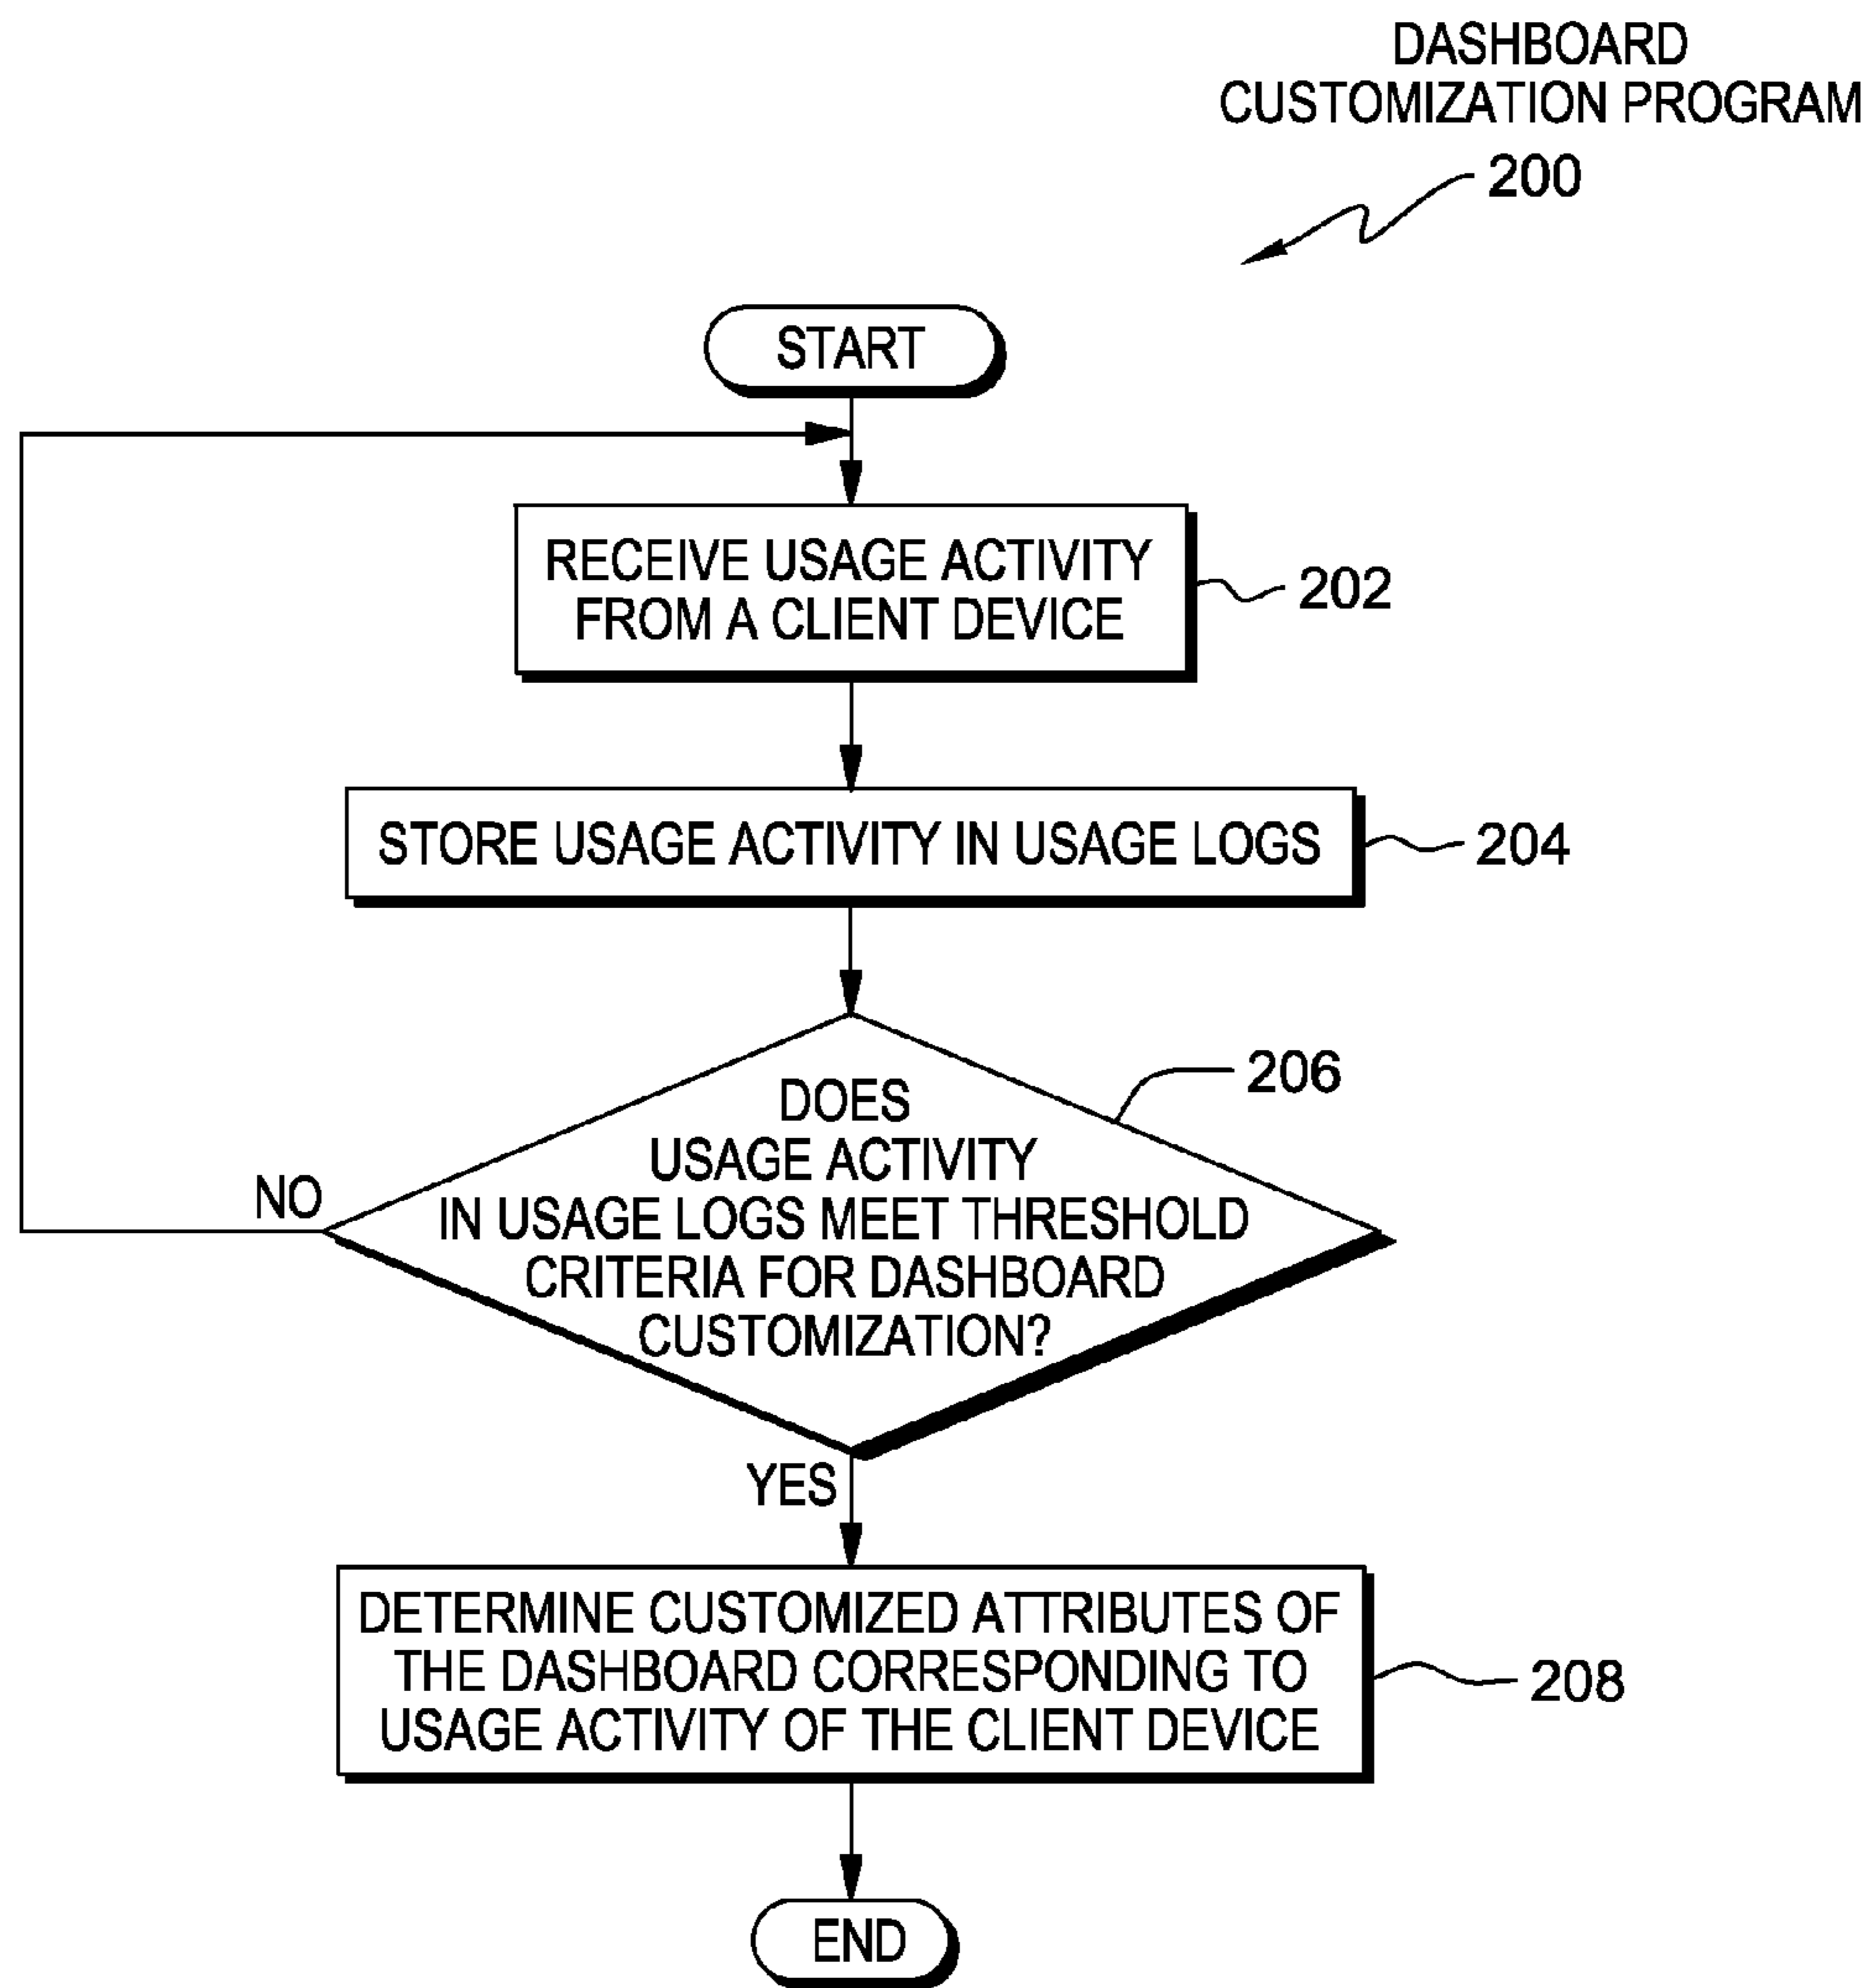 DASHBOARD
CUSTOMIZATION PROGRAM
200
START
RECEIVE USAGE ACTIVITY
FROM A CLIENT DEVICE
202
STORE USAGE ACTIVITY IN USAGE LOGS
204
DOES
USAGE ACTIVITY
IN USAGE LOGS MEET THRESHOLD
CRITERIA FOR DASHBOARD
CUSTOMIZATION?
206
NO
YES
DETERMINE CUSTOMIZED ATTRIBUTES OF
THE DASHBOARD CORRESPONDING TO
USAGE ACTIVITY OF THE CLIENT DEVICE
208
END